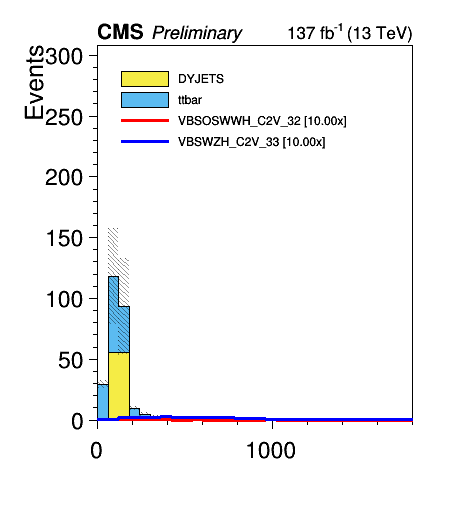 CMS Preliminary 137 fb-1 (13 TeV)
Events
300
250
200
150
100
50
0
DYJETS
ttbar
VBSOSWWH_C2V_32 [10.00x]
VBSWZH_C2V_33 [10.00x]
0 1000